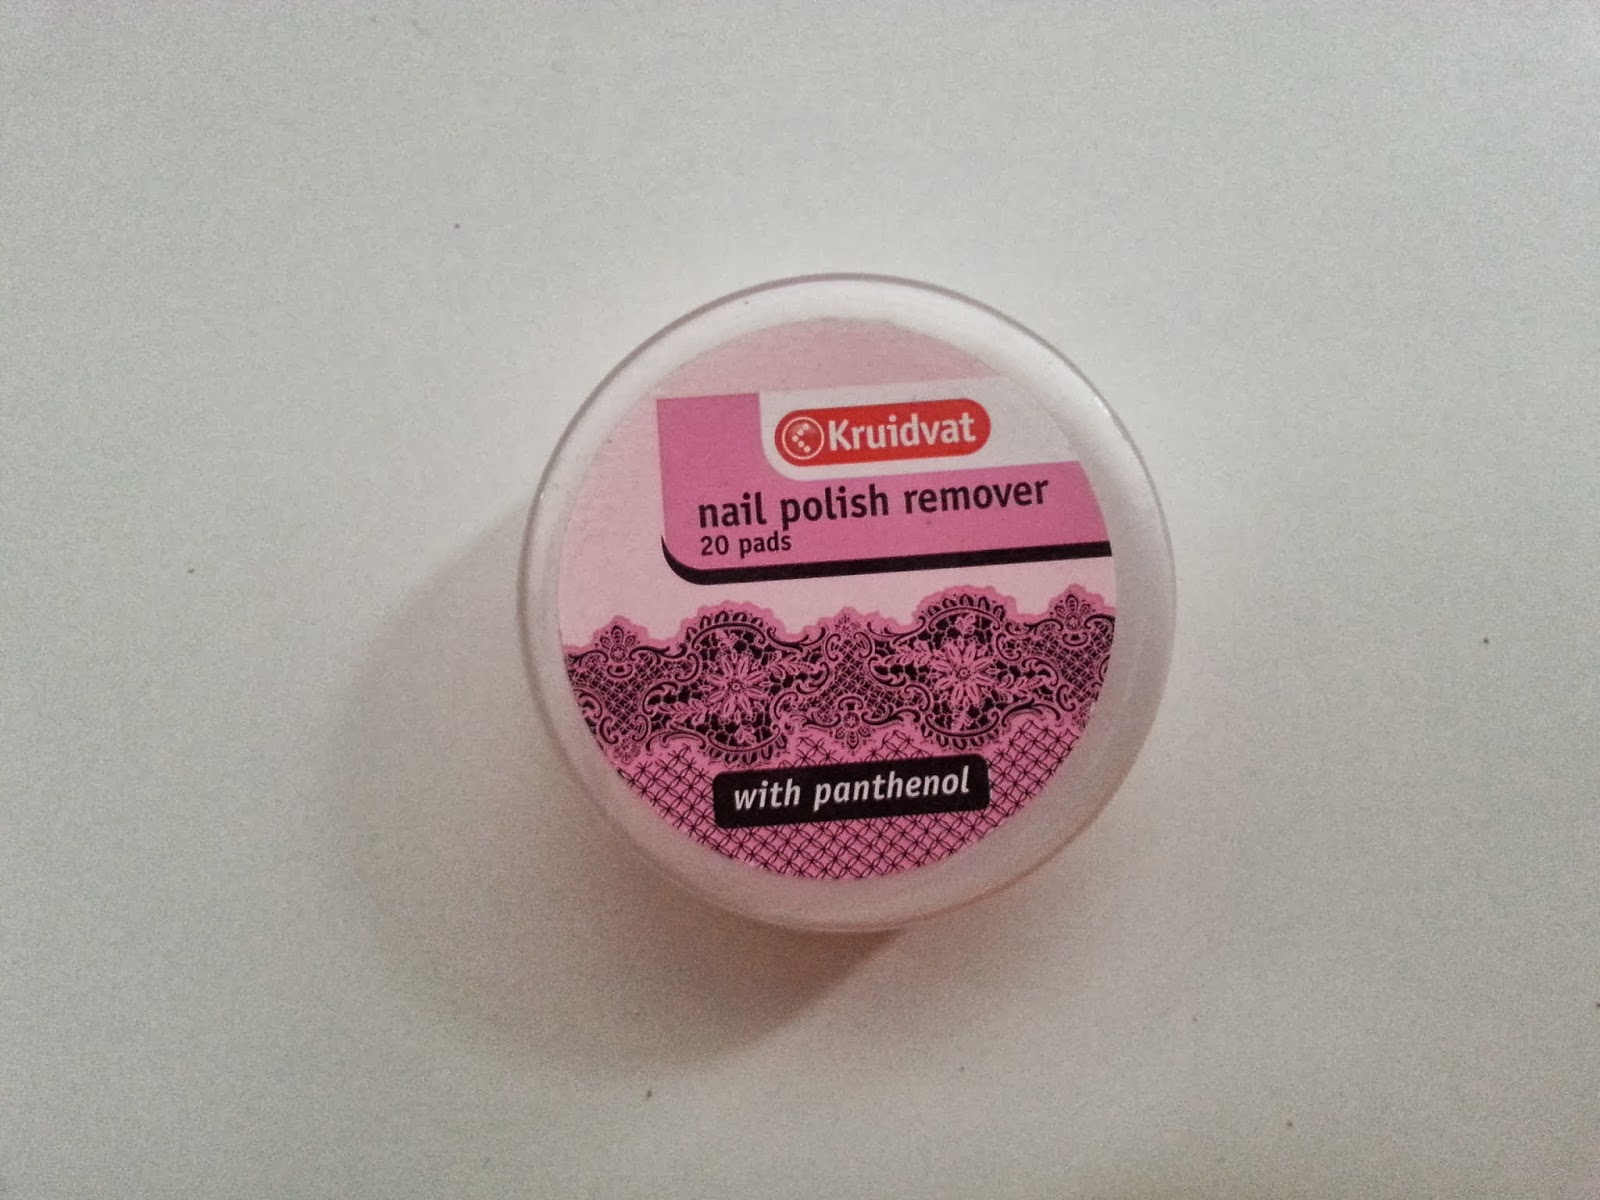 Kruidvat
nail polish remover
20 pads
with panthenol